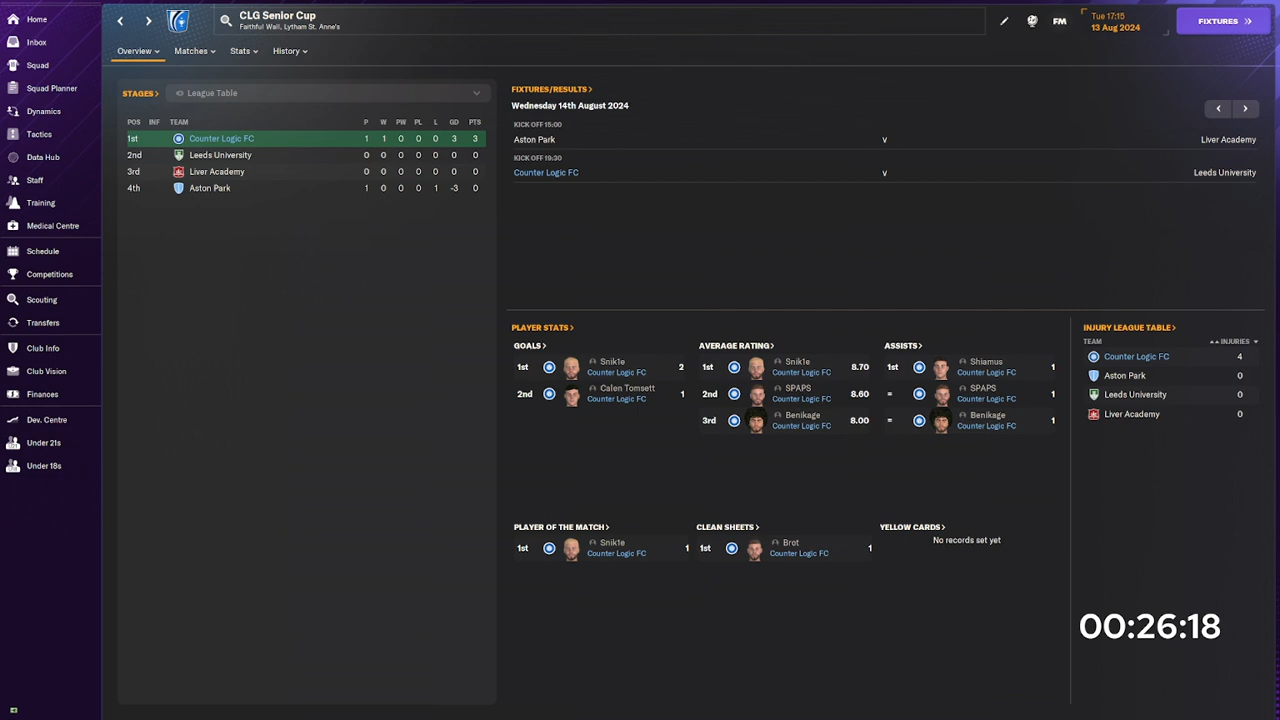 Home
Inbox
Squad
Squad Planner
Dynamics
Tactics
Data Hub
Staff
Training
Medical Centre
Schedule
Competitions
Scouting
Transfers
Club Info
Club Vision
Finances
Dev. Centre
Under 21s
Under 18s
CLG Senior Cup
Faithful Wall, Lytham St. Anne's
FM
Tue 17:15
13 Aug 2024
FIXTURES
Overview Matches Stats History
STAGES League Table
POS INF TEAM P W PW PL L GD PTS
1st Counter Logic FC 1 1 0 0 0 3 3
2nd Leeds University 0 0 0 0 0 0 0
3rd Liver Academy 0 0 0 0 0 0 0
4th Aston Park 1 0 0 0 1 -3 0
FIXTURES/RESULTS
Wednesday 14th August 2024
KICK OFF 15:00
Aston Park v Liver Academy
KICK OFF 19:30
Counter Logic FC v Leeds University
PLAYER STATS
GOALS
1st Snik1e 2
Counter Logic FC
2nd Calen Tomsett 1
Counter Logic FC
AVERAGE RATING
1st Snik1e 8.70
Counter Logic FC
2nd SPAPS 8.60
Counter Logic FC
3rd Benikage 8.00
Counter Logic FC
ASSISTS
1st Shiamus 1
Counter Logic FC
= SPAPS 1
Counter Logic FC
= Benikage 1
Counter Logic FC
PLAYER OF THE MATCH
1st Snik1e 1
Counter Logic FC
CLEAN SHEETS
1st Brot 1
Counter Logic FC
YELLOW CARDS
No records set yet
INJURY LEAGUE TABLE
TEAM INJURIES
Counter Logic FC 4
Aston Park 0
Leeds University 0
Liver Academy 0
00:26:18